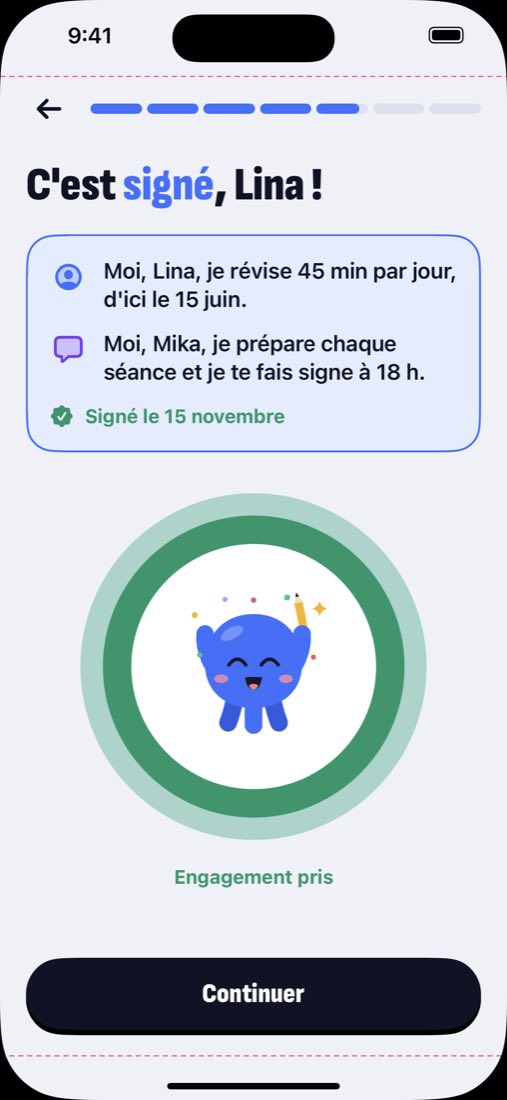 9:41
C'est signé, Lina !
Moi, Lina, je révise 45 min par jour,
d'ici le 15 juin.
Moi, Mika, je prépare chaque
séance et je te fais signe à 18 h.
Signé le 15 novembre
Engagement pris
Continuer